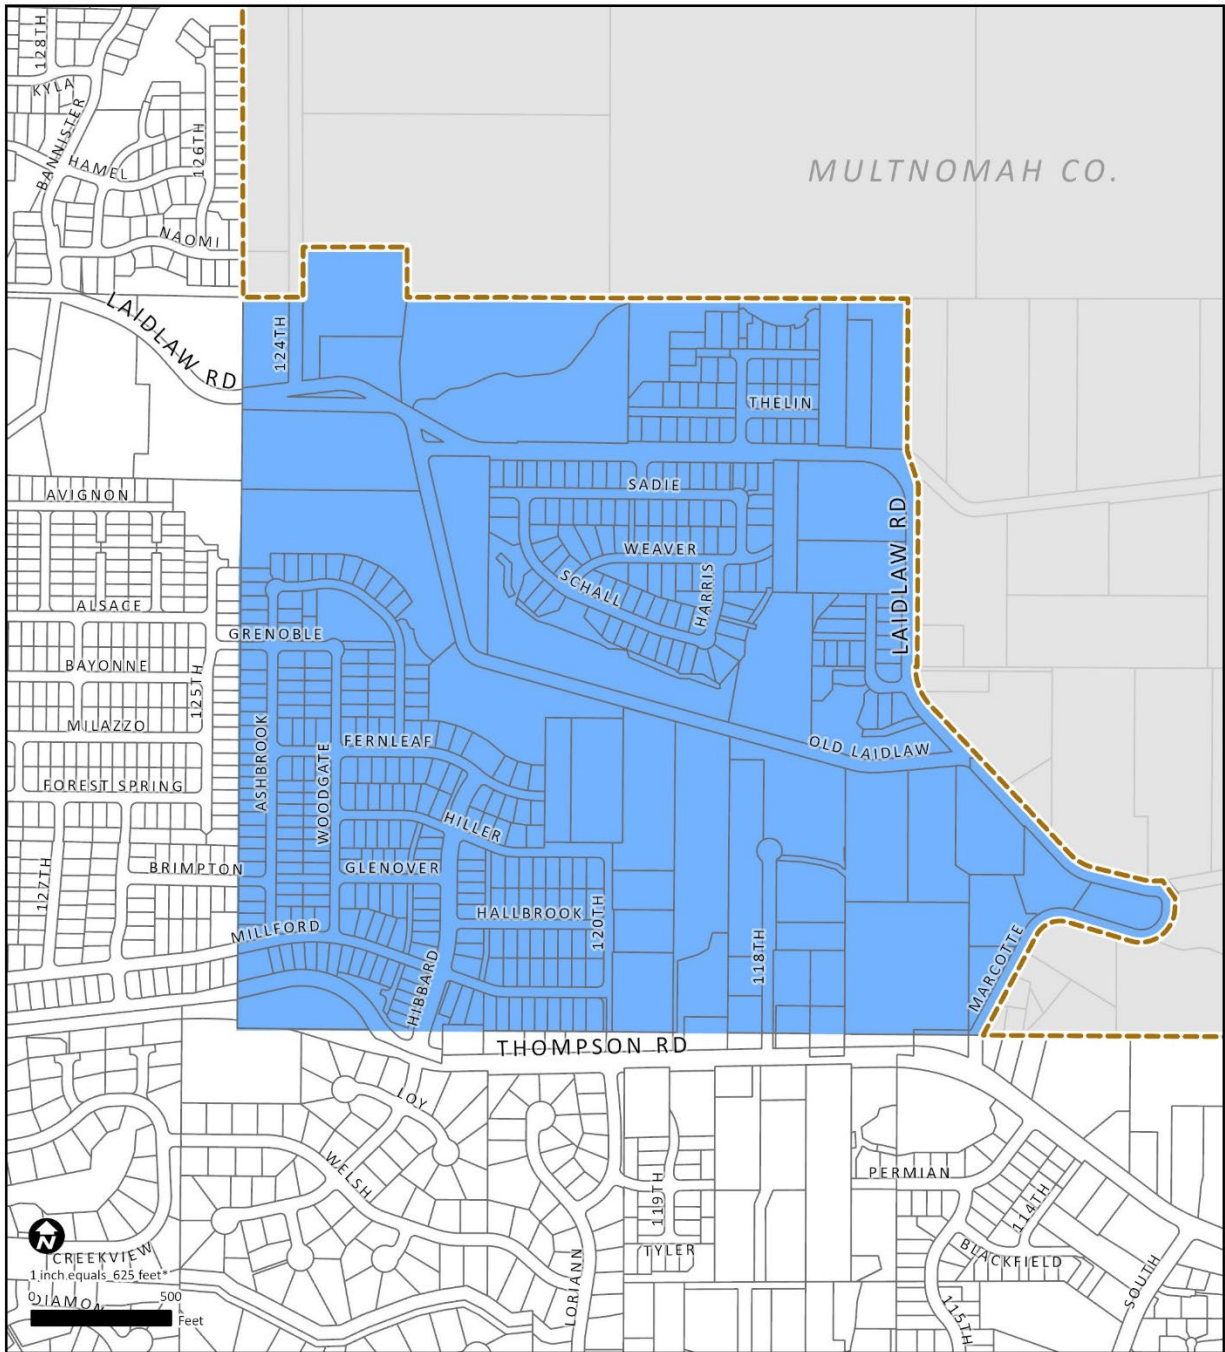 128TH
KYLA
BANNISTER
HAMEL
126TH
NAOMI
MULTNOMAH CO.
LAIDLAW RD
124TH
THELIN
SADIE
AVIGNON
WEAVER
LAIDLAW RD
SCHALL
HARRIS
ALSACE
GRENOBLE
BAYONNE
125TH
MILAZZO
FERNLEAF
OLD LAIDLAW
ASHBROOK
WOODGATE
FOREST SPRING
HILLER
BRIMPTON
GLENOVER
127TH
HALLBROOK
120TH
MILLFORD
118TH
MARCOTTE
HIBBARD
THOMPSON RD
LOY
WELSH
PERMIAN
119TH
114TH
TYLER
BLACKFIELD
LORIANN
SOUTH
115TH
N
CREEKVIEW
1 inch equals 625 feet*
DIAMON
0 500
Feet